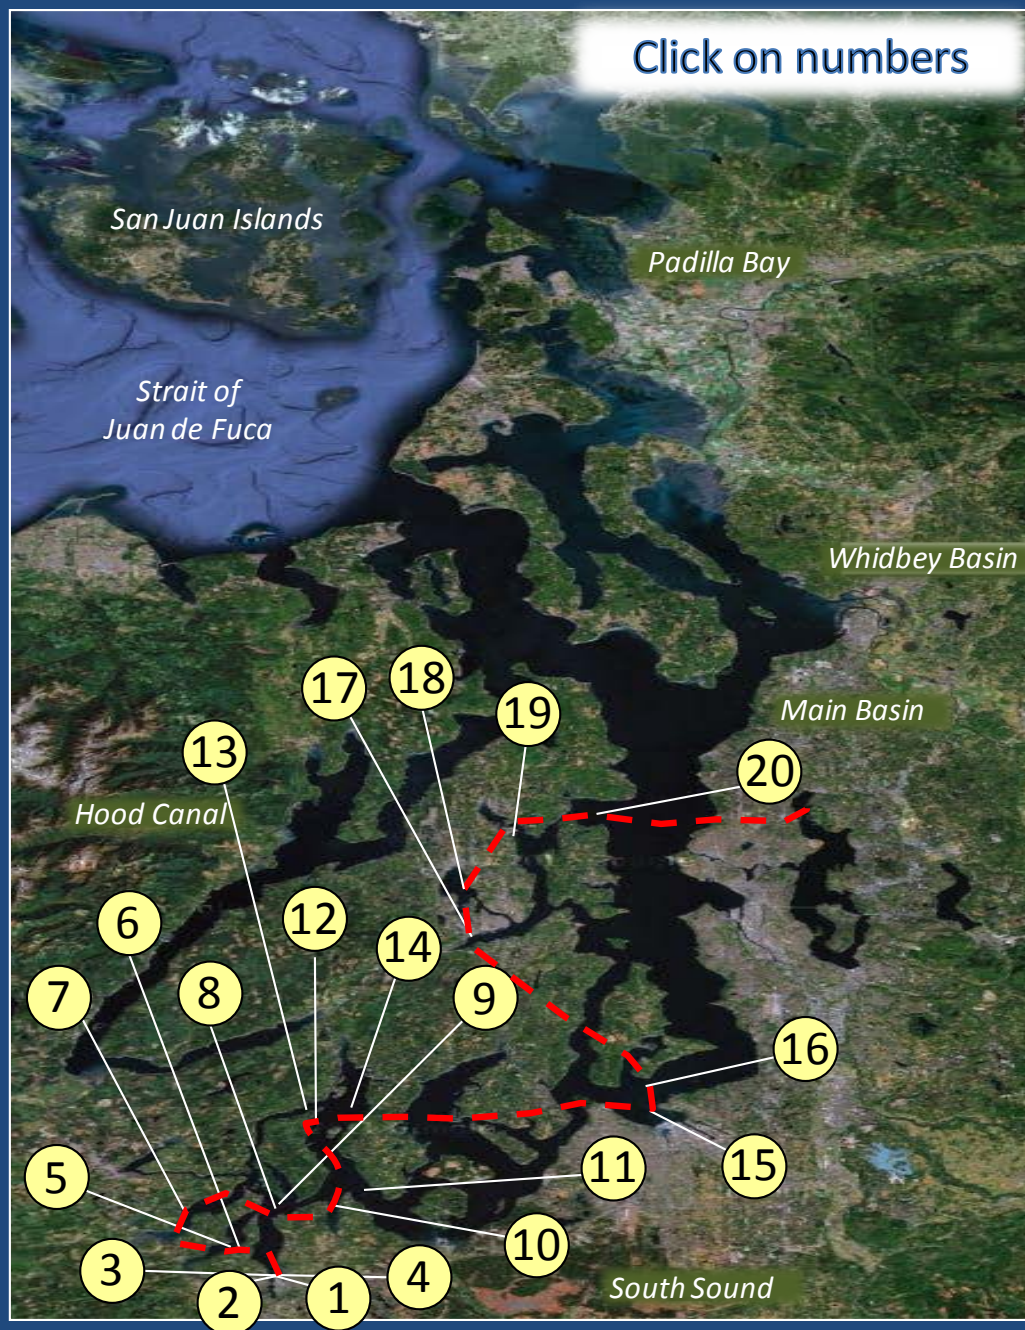 Click on numbers
San Juan Islands
Padilla Bay
Strait of
Juan de Fuca
Whidbey Basin
17
18
19
Main Basin
13
20
Hood Canal
6
12
14
7
8
9
16
5
11
15
10
3
4
2
1
South Sound